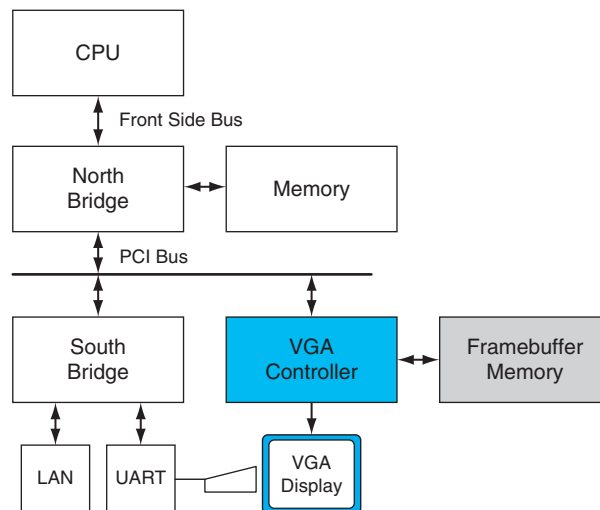 CPU
Front Side Bus
North
Bridge
Memory
PCI Bus
South
Bridge
VGA
Controller
Framebuffer
Memory
LAN
UART
VGA
Display